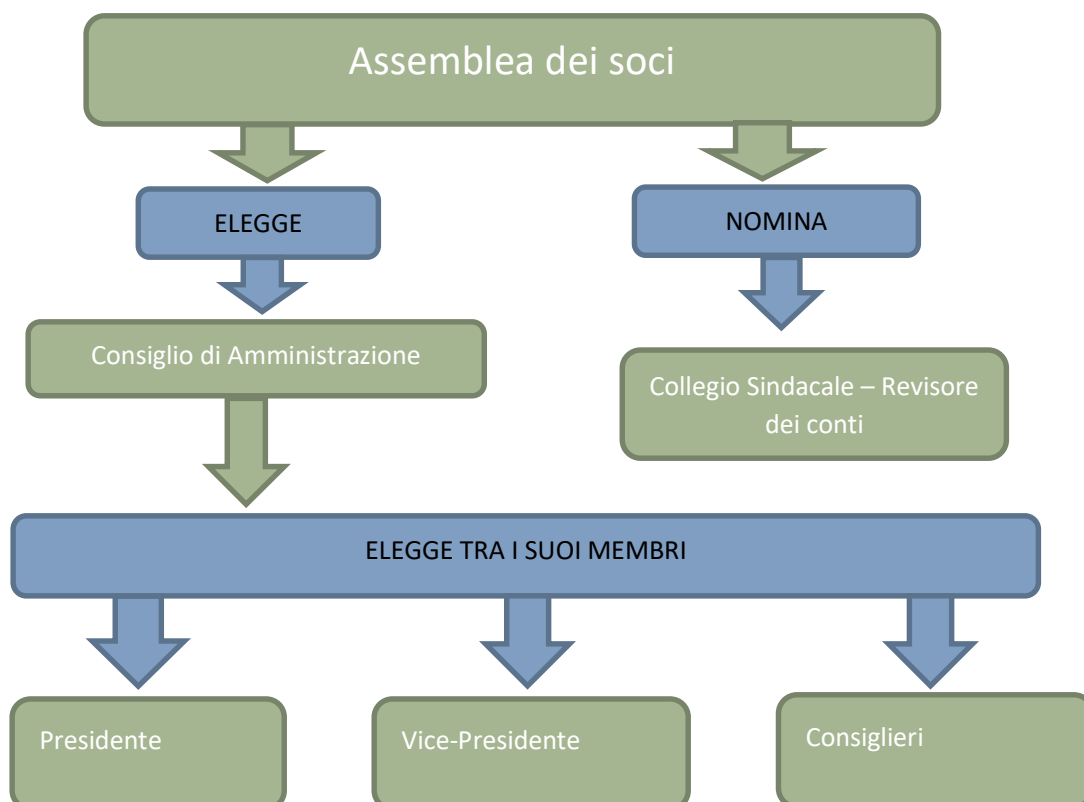 Assemblea dei soci
ELEGGE
NOMINA
Consiglio di Amministrazione
Collegio Sindacale – Revisore
dei conti
ELEGGE TRA I SUOI MEMBRI
Presidente
Vice-Presidente
Consiglieri